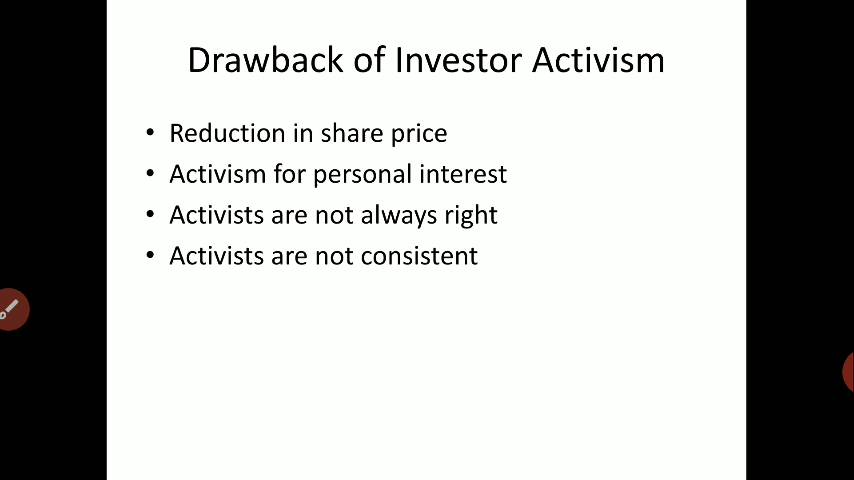 Drawback of Investor Activism
• Reduction in share price
• Activism for personal interest
• Activists are not always right
• Activists are not consistent